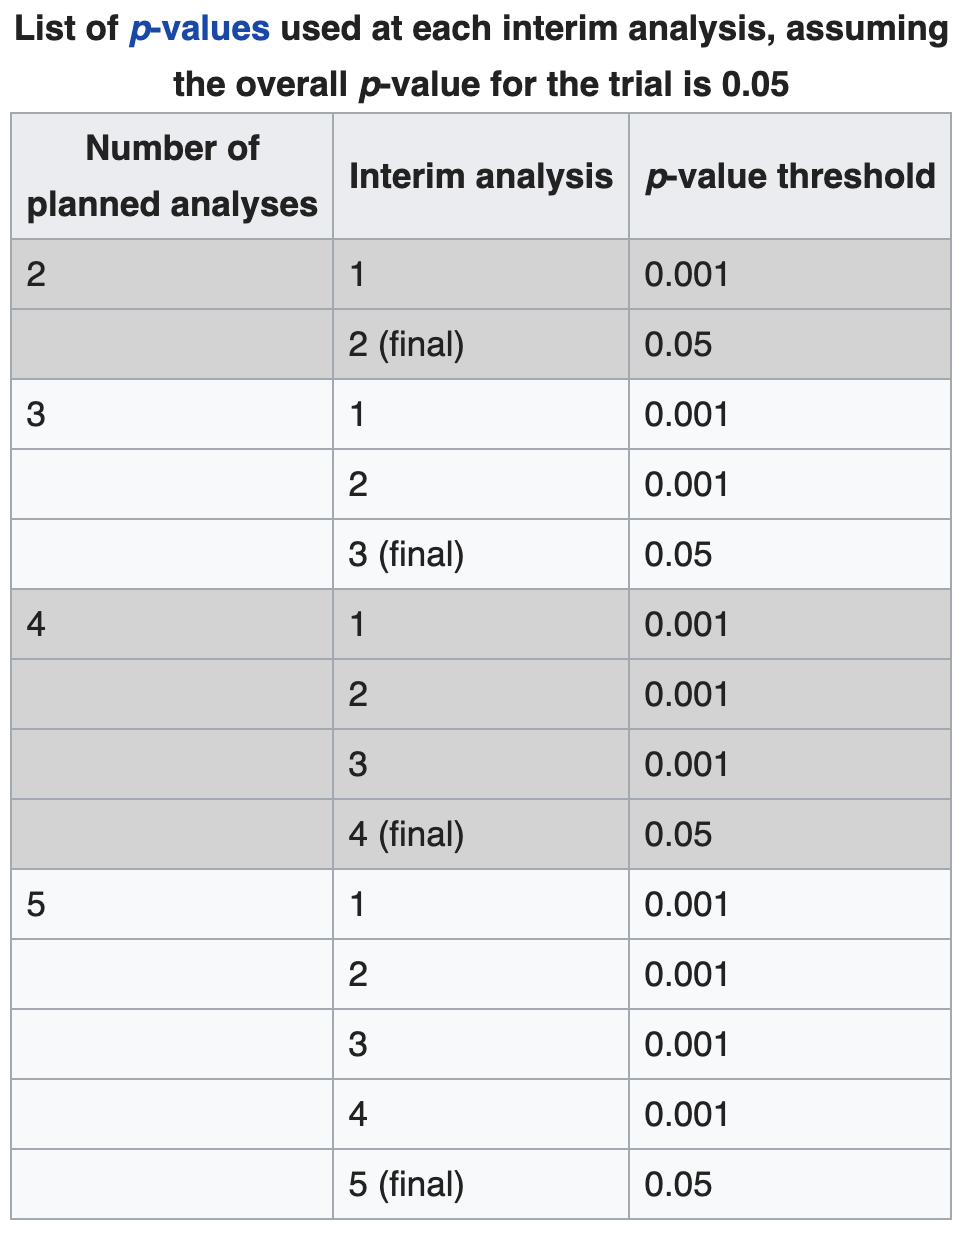 List of p-values used at each interim analysis, assuming
the overall p-value for the trial is 0.05
Number of
planned analyses
Interim analysis
p-value threshold
2 1 0.001
2 (final) 0.05
3 1 0.001
2 0.001
3 (final) 0.05
4 1 0.001
2 0.001
3 0.001
4 (final) 0.05
5 1 0.001
2 0.001
3 0.001
4 0.001
5 (final) 0.05